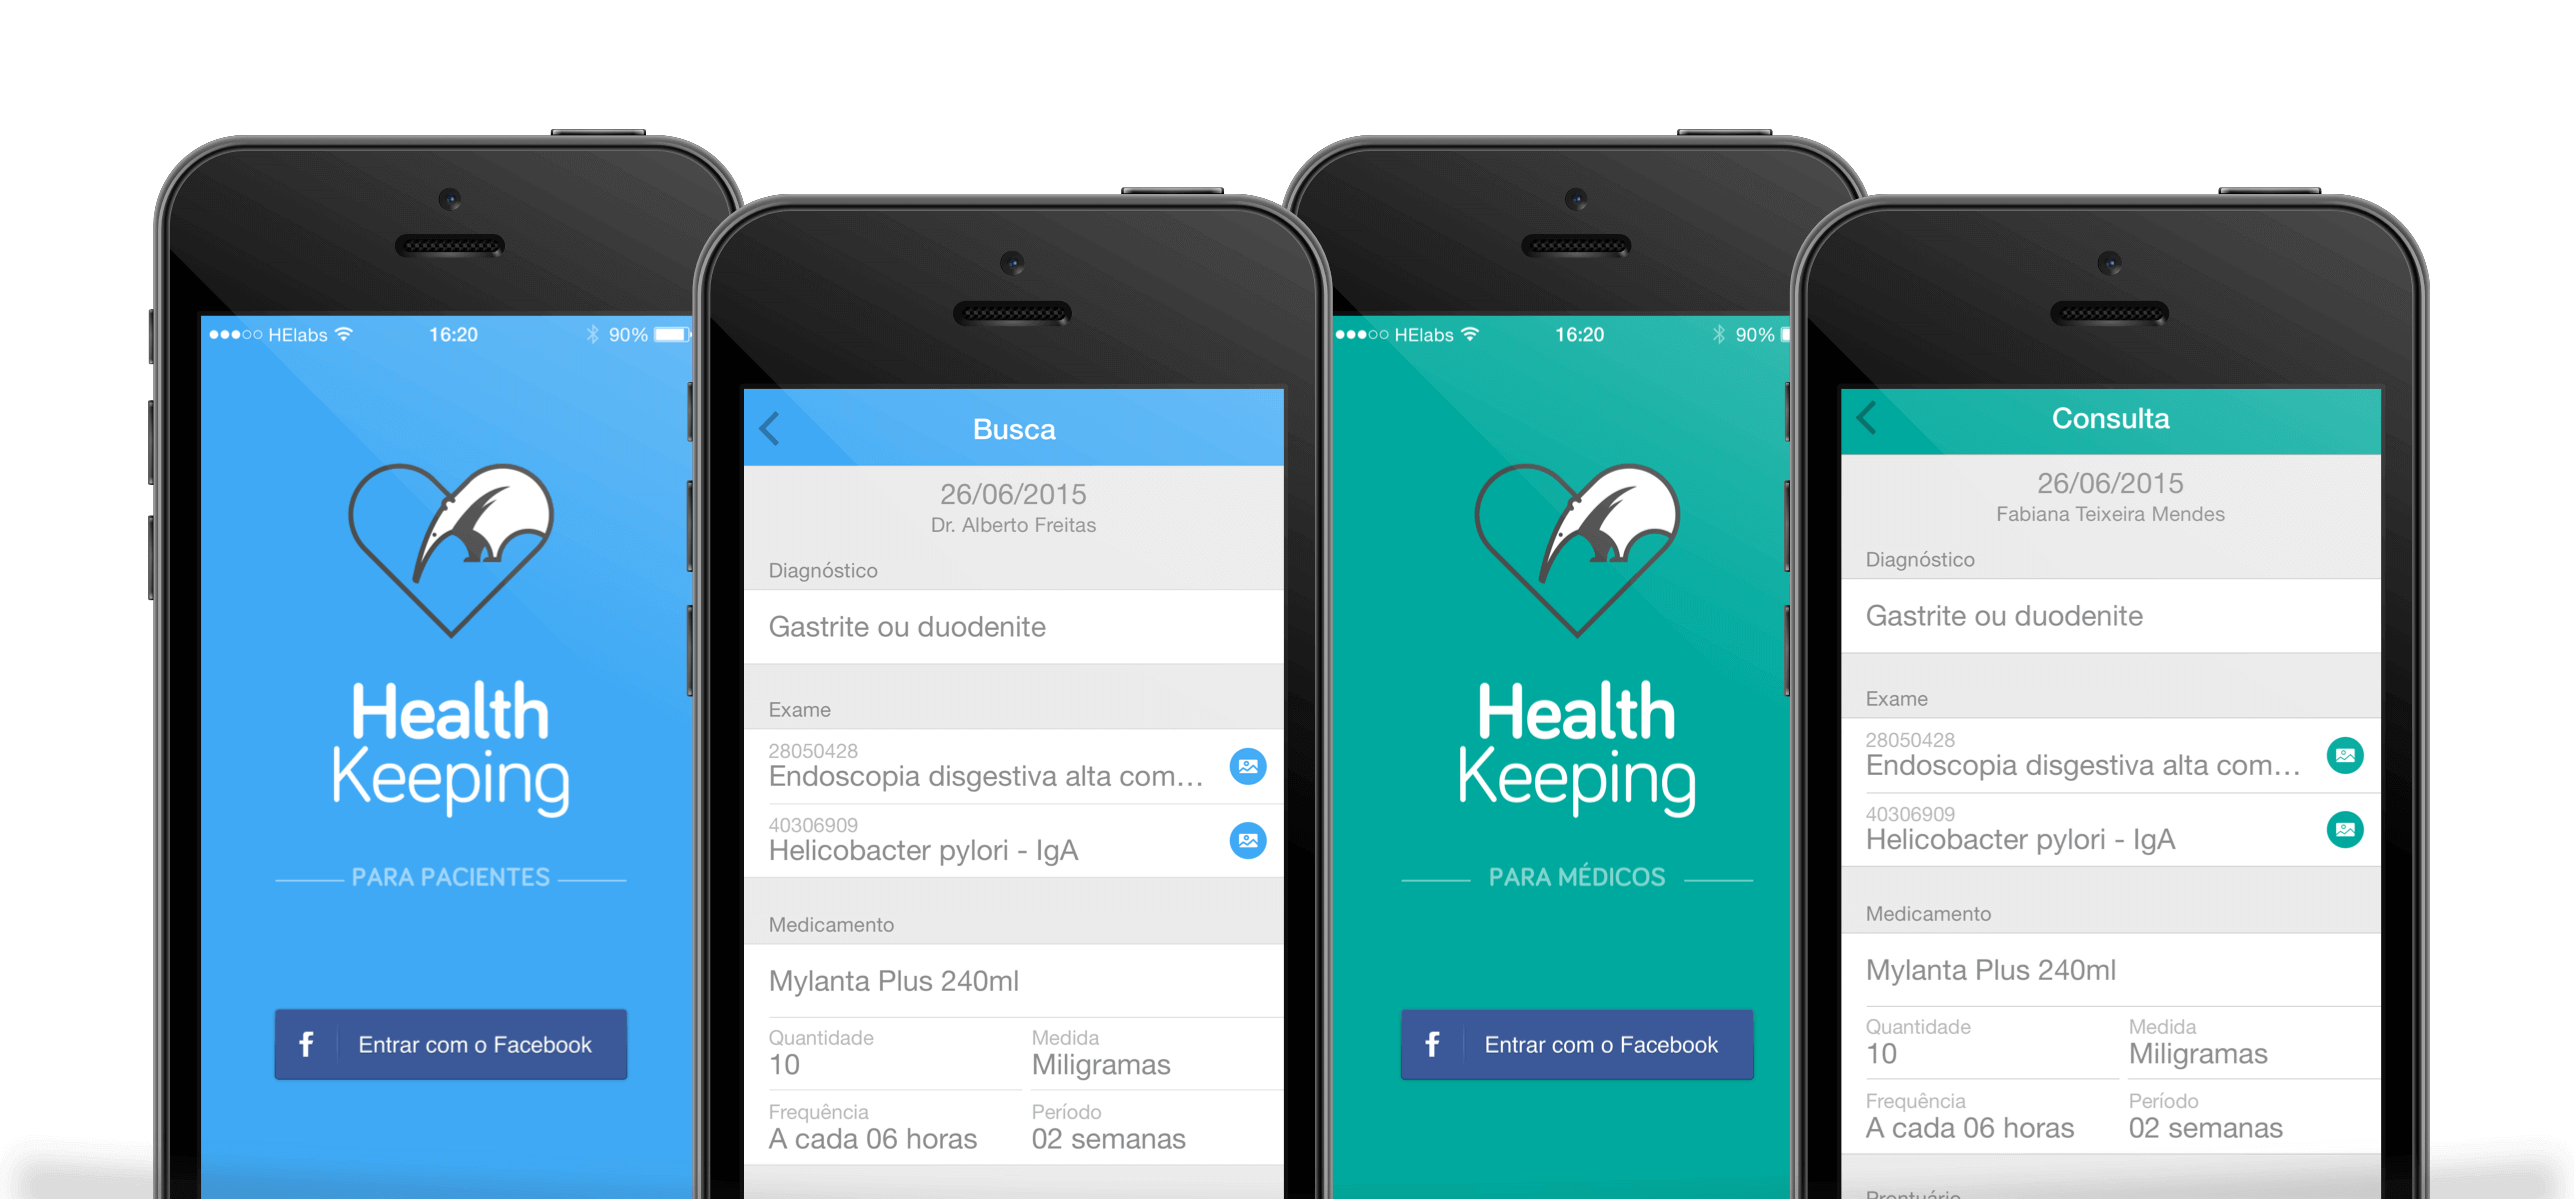 HElabs 16:20 90%
Health
Keeping
PARA PACIENTES
f Entrar com o Facebook
Busca
26/06/2015
Dr. Alberto Freitas
Diagnóstico
Gastrite ou duodenite
Exame
28050428
Endoscopia disgestiva alta com...
40306909
Helicobacter pylori - IgA
Medicamento
Mylanta Plus 240ml
Quantidade Medida
10 Miligramas
Frequência Período
A cada 06 horas 02 semanas
HElabs 16:20 90%
Health
Keeping
PARA MÉDICOS
f Entrar com o Facebook
Consulta
26/06/2015
Fabiana Teixeira Mendes
Diagnóstico
Gastrite ou duodenite
Exame
28050428
Endoscopia disgestiva alta com...
40306909
Helicobacter pylori - IgA
Medicamento
Mylanta Plus 240ml
Quantidade Medida
10 Miligramas
Frequência Período
A cada 06 horas 02 semanas